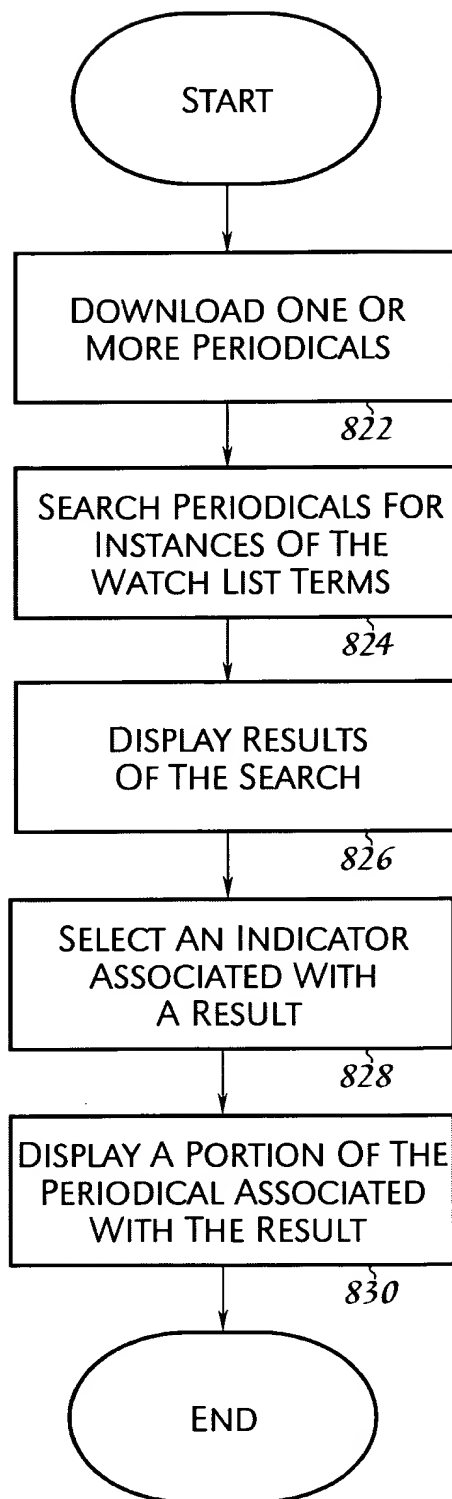 START
DOWNLOAD ONE OR
MORE PERIODICALS
822
SEARCH PERIODICALS FOR
INSTANCES OF THE
WATCH LIST TERMS
824
DISPLAY RESULTS
OF THE SEARCH
826
SELECT AN INDICATOR
ASSOCIATED WITH
A RESULT
828
DISPLAY A PORTION OF THE
PERIODICAL ASSOCIATED
WITH THE RESULT
830
END